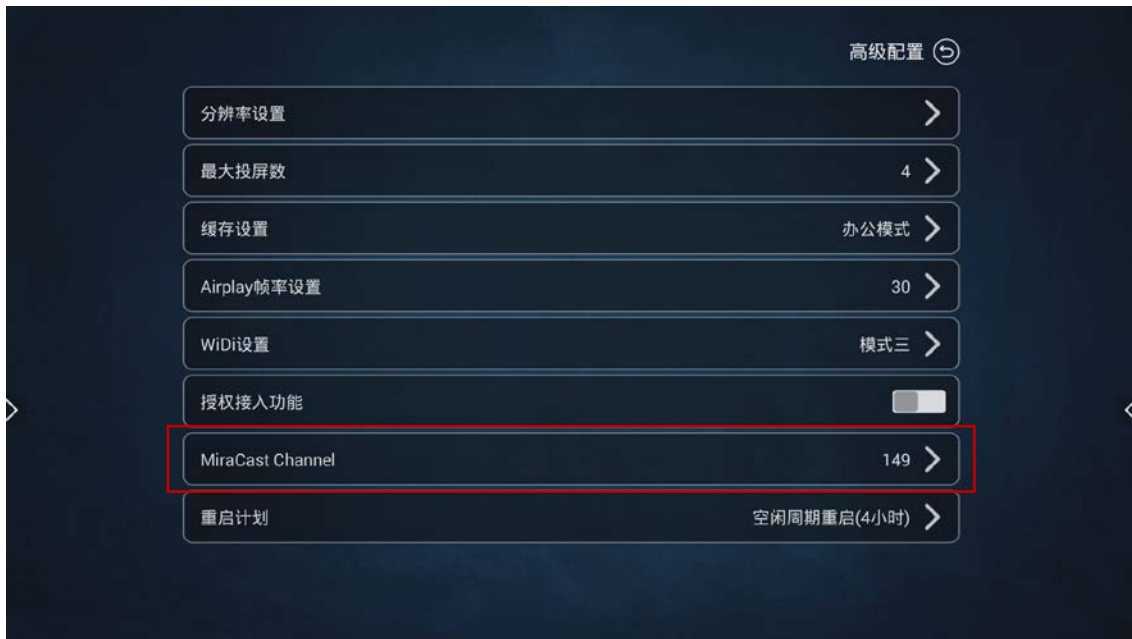 高级配置
分辨率设置
最大投屏数 4
缓存设置 办公模式
Airplay帧率设置 30
WiDi设置 模式三
授权接入功能
MiraCast Channel 149
重启计划 空闲周期重启(4小时)